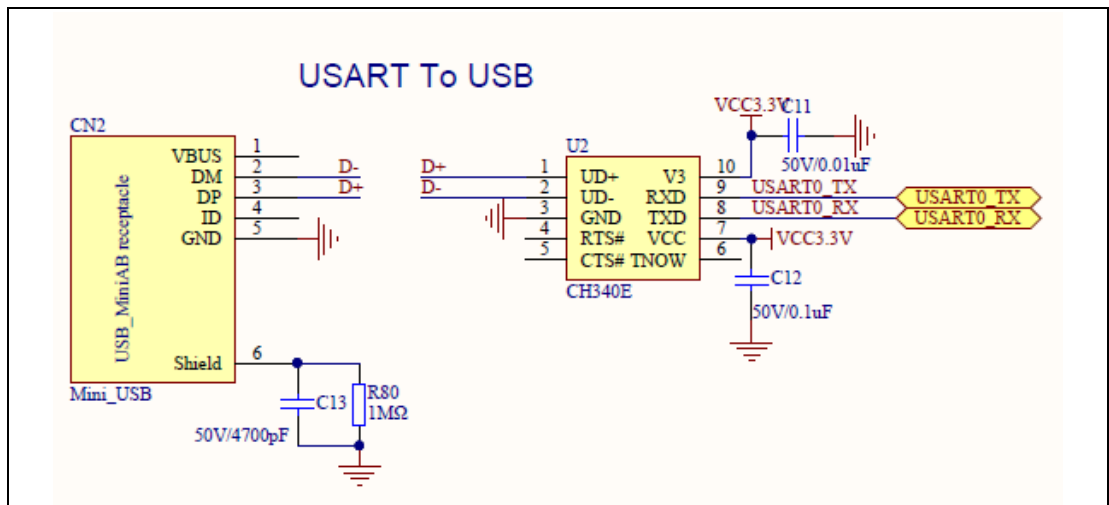 USART To USB
CN2
USB_MiniAB receptacle
VBUS 1
DM 2 D-
DP 3 D+
ID 4
GND 5
Shield 6
Mini_USB
C13
50V/4700pF
R80
1MΩ
U2
D+ 1 UD+
D- 2 UD-
3 GND
4 RTS#
5 CTS#
V3 10
RXD 9 USART0_TX USART0_TX
TXD 8 USART0_RX USART0_RX
VCC 7 VCC3.3V
TNOW 6
CH340E
VCC3.3V
C11
50V/0.01uF
C12
50V/0.1uF